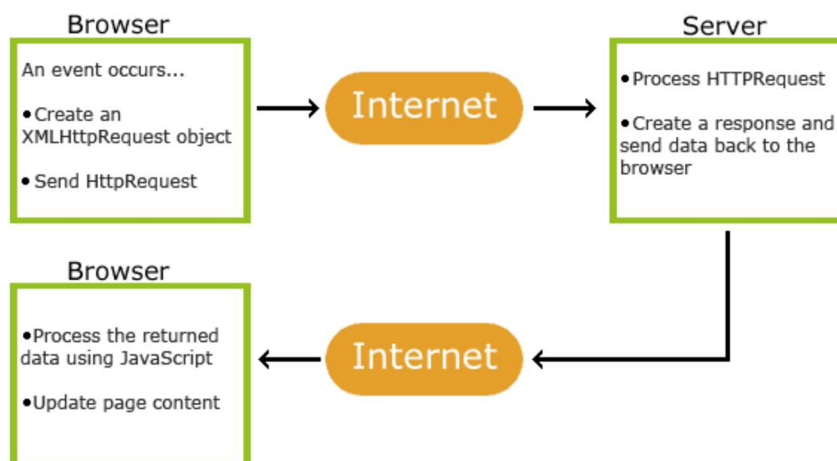 Browser
An event occurs...
•Create an
XMLHttpRequest object
•Send HttpRequest
Internet
Server
•Process HTTPRequest
•Create a response and
send data back to the
browser
Browser
•Process the returned
data using JavaScript
•Update page content
Internet